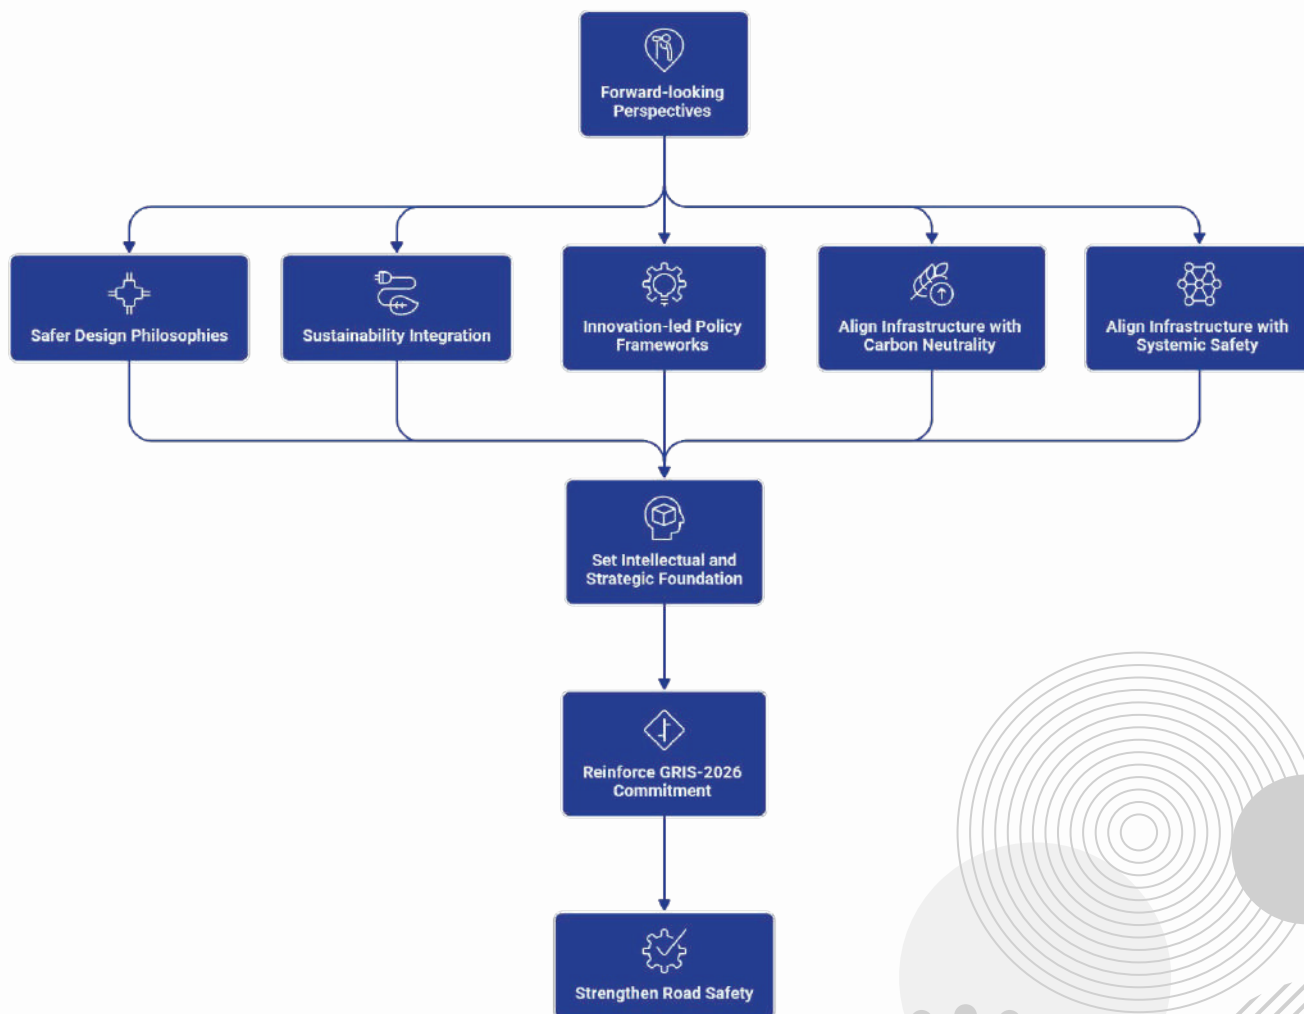 Forward-looking
Perspectives
Safer Design Philosophies
Sustainability Integration
Innovation-led Policy
Frameworks
Align Infrastructure with
Carbon Neutrality
Align Infrastructure with
Systemic Safety
Set Intellectual and
Strategic Foundation
Reinforce GRIS-2026
Commitment
Strengthen Road Safety